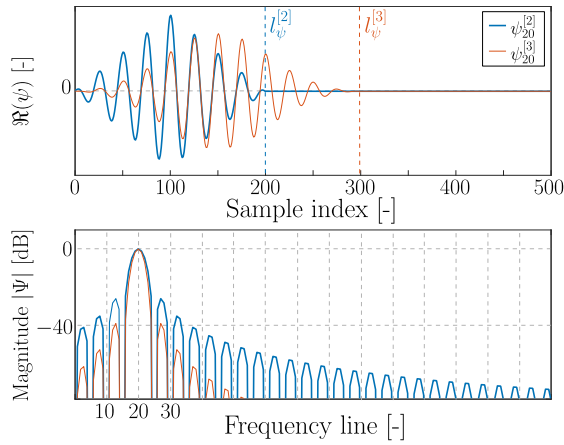 l_ψ^[2] l_ψ^[3] ψ_20^[2]
ψ_20^[3]
ℜ(ψ) [-]
0
0 100 200 300 400 500
Sample index [-]
Magnitude |Ψ| [dB]
0
−40
10 20 30
Frequency line [-]